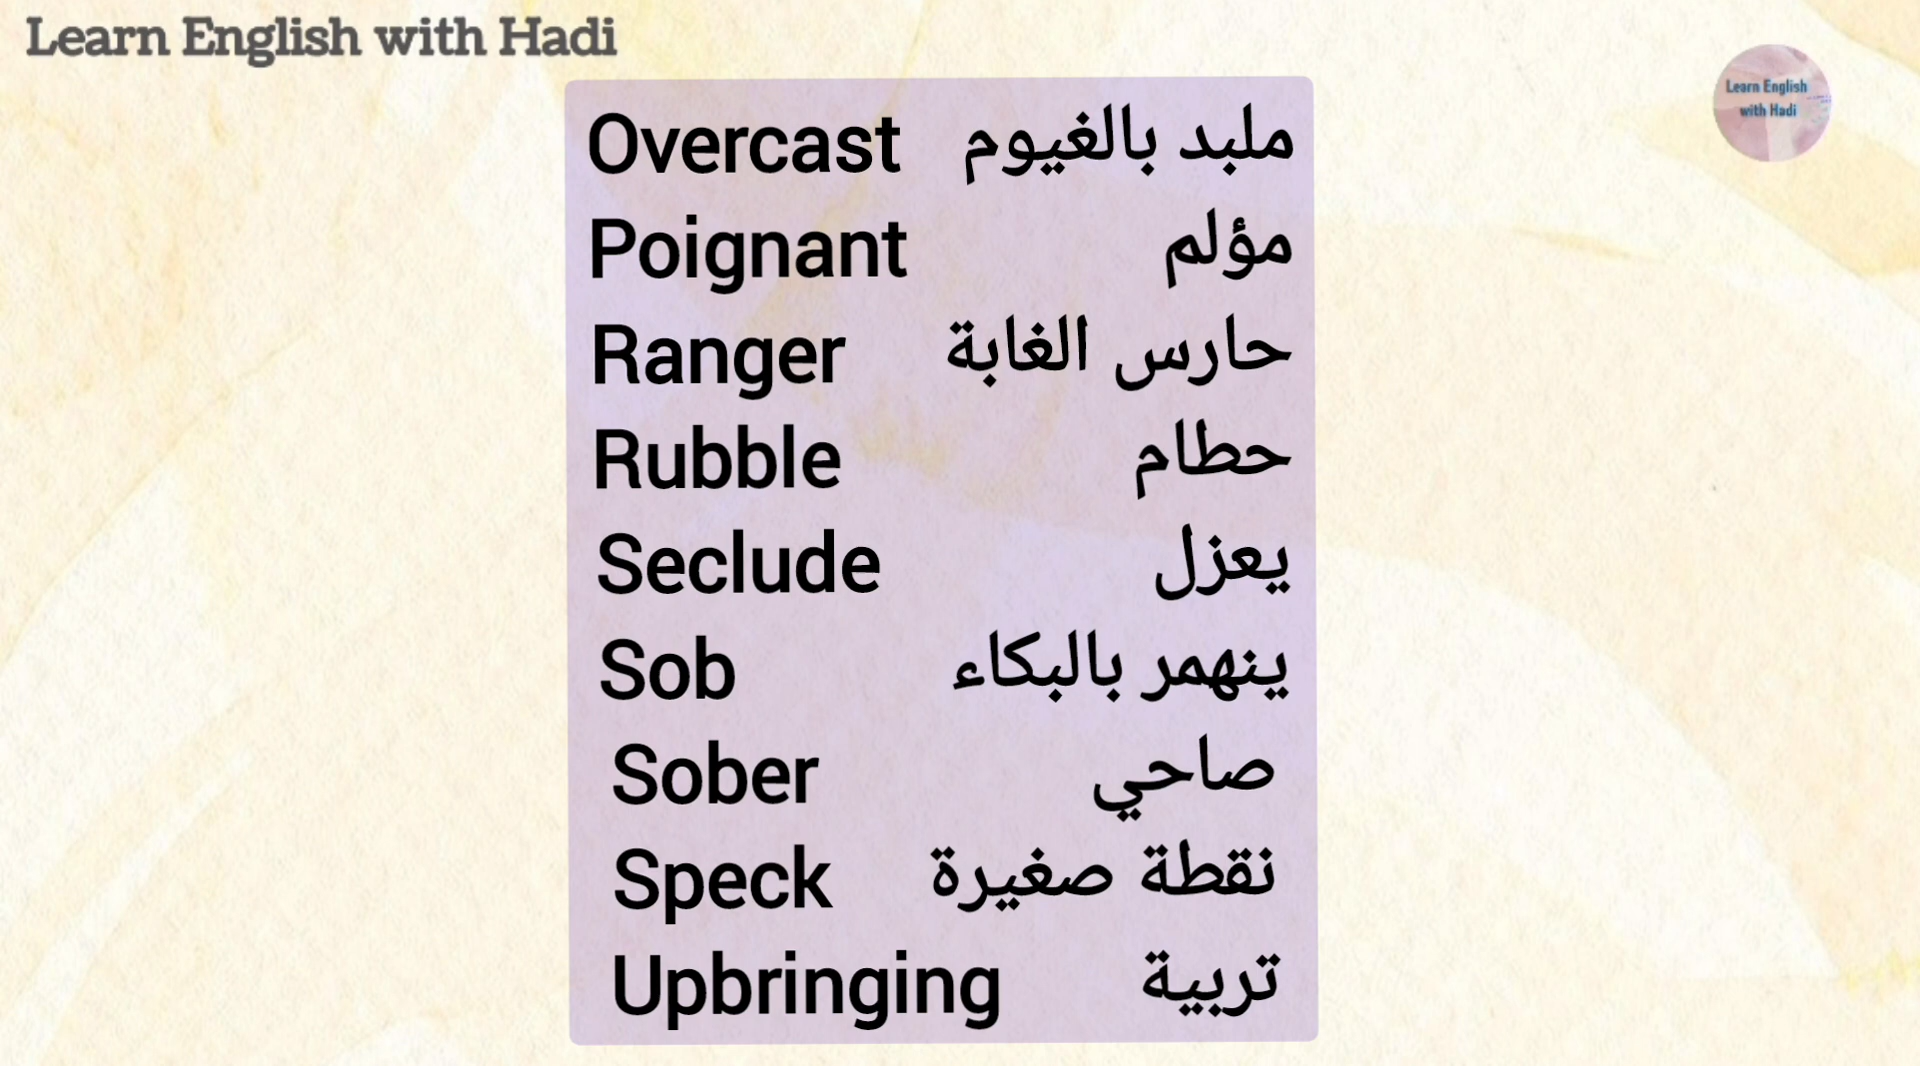 Learn English with Hadi
Learn English
with Hadi
Overcast ملبد بالغيوم
Poignant مؤلم
Ranger حارس الغابة
Rubble حطام
Seclude يعزل
Sob ينهمر بالبكاء
Sober صاحي
Speck نقطة صغيرة
Upbringing تربية